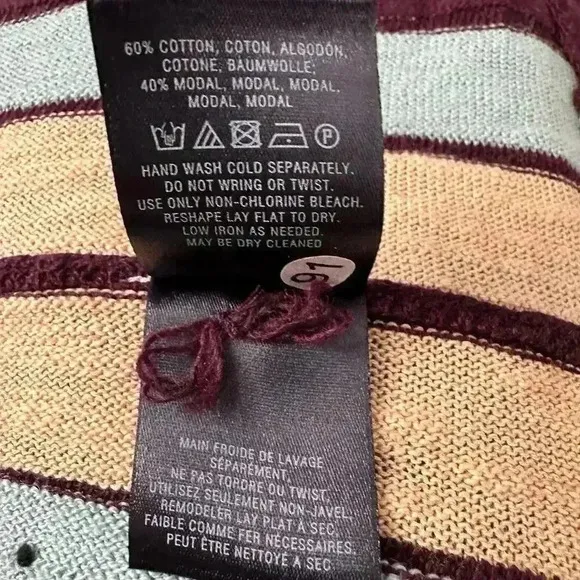 60% COTTON, COTON, ALGODÓN,
COTONE, BAUMWOLLE;
40% MODAL, MODAL, MODAL,
MODAL, MODAL
P
HAND WASH COLD SEPARATELY.
DO NOT WRING OR TWIST.
USE ONLY NON-CHLORINE BLEACH.
RESHAPE LAY FLAT TO DRY.
LOW IRON AS NEEDED.
MAY BE DRY CLEANED
61
MAIN FROIDE DE LAVAGE
SÉPARÉMENT.
NE PAS TORDRE OU TWIST.
UTILISEZ SEULEMENT NON-JAVEL.
REMODELER LAY PLAT À SEC.
FAIBLE COMME FER NÉCESSAIRES.
PEUT ÊTRE NETTOYÉ A SEC